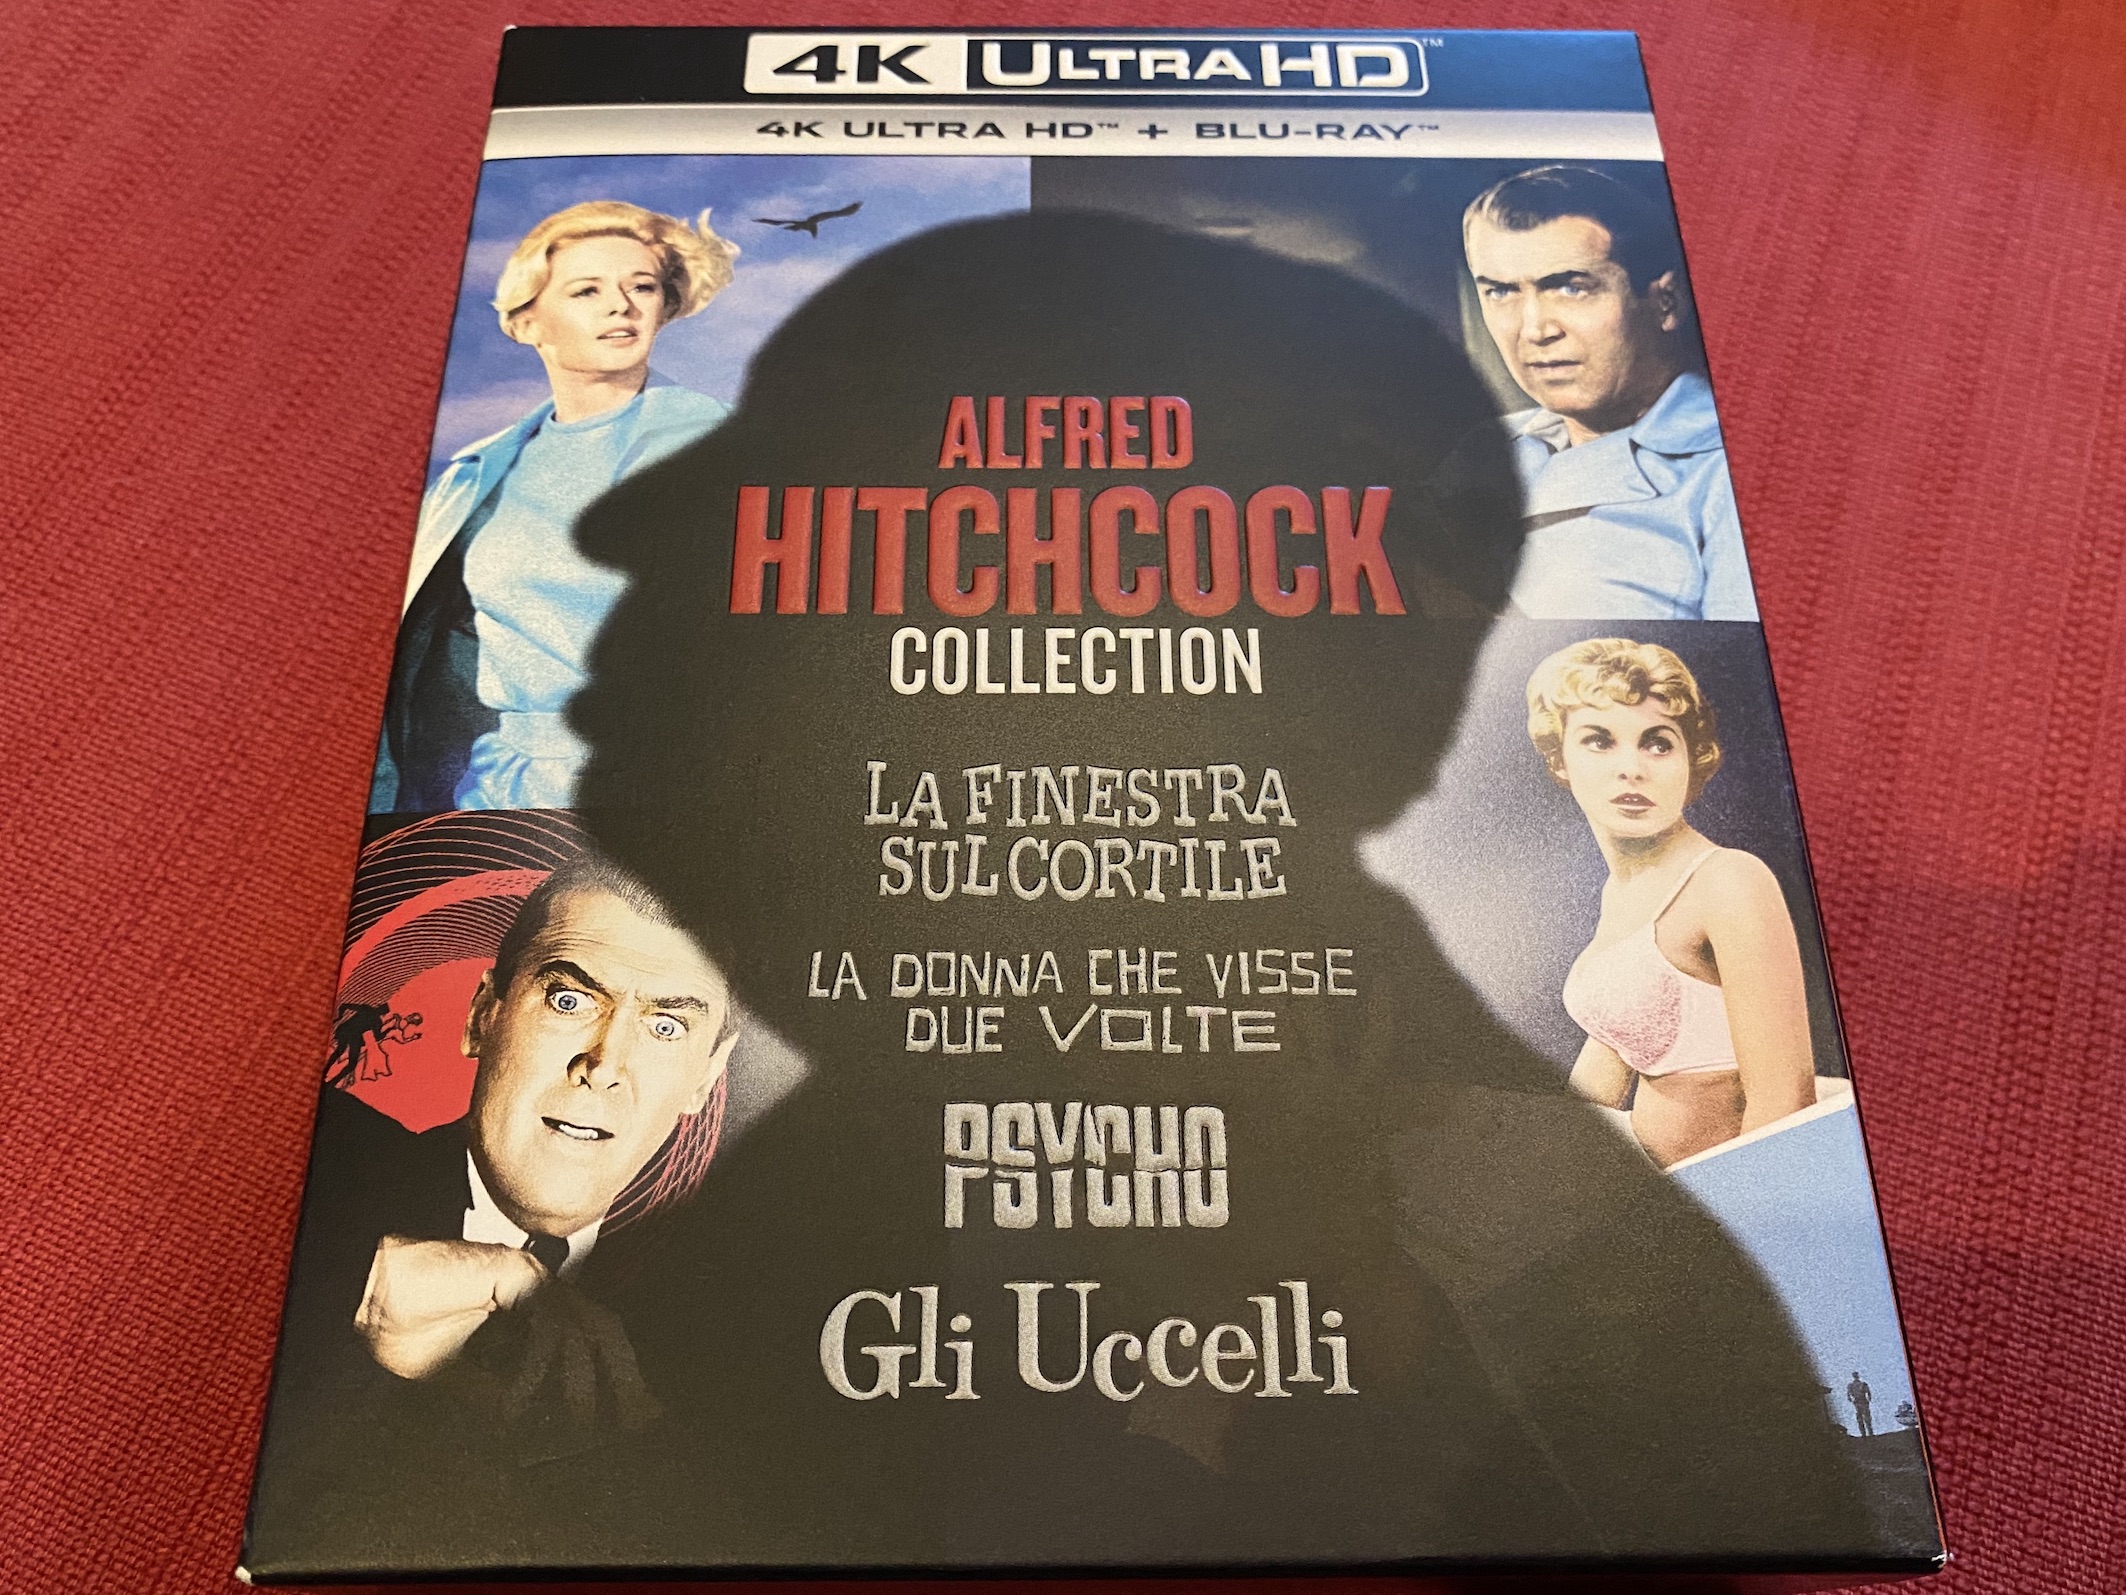 4K ULTRA HD™
4K ULTRA HD™ + BLU-RAY™
ALFRED
HITCHCOCK
COLLECTION
LA FINESTRA
SUL CORTILE
LA DONNA CHE VISSE
DUE VOLTE
PSYCHO
Gli Uccelli